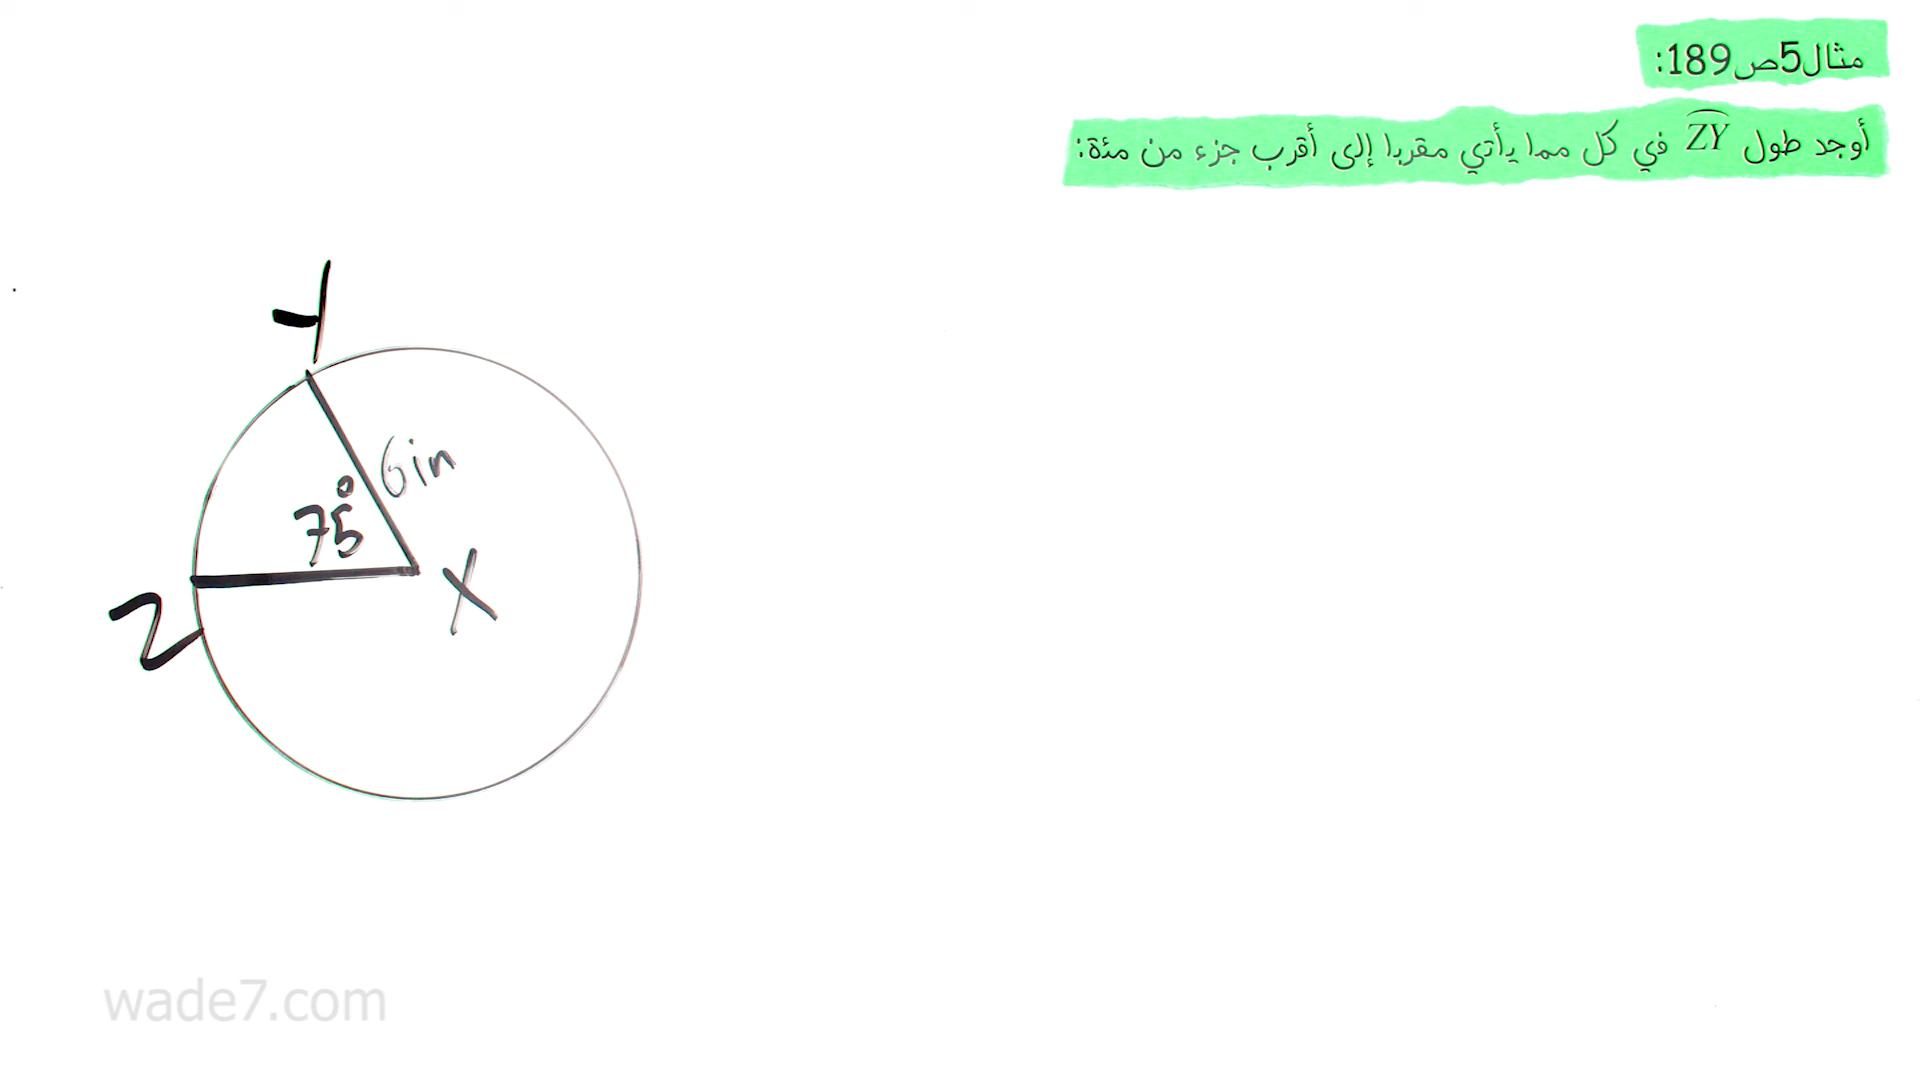 مثال5ص189:
أوجد طول ZY في كل مما يأتي مقربا إلى أقرب جزء من مئة:
Y
6in
75°
X
Z
wade7.com